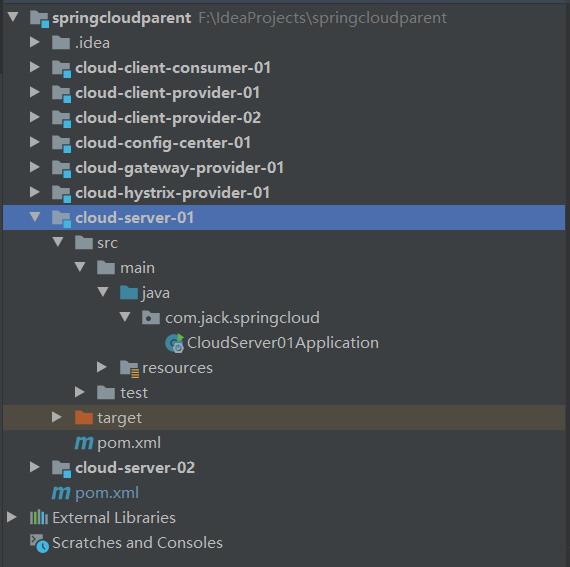 springcloudparent F:\IdeaProjects\springcloudparent
.idea
cloud-client-consumer-01
cloud-client-provider-01
cloud-client-provider-02
cloud-config-center-01
cloud-gateway-provider-01
cloud-hystrix-provider-01
cloud-server-01
src
main
java
com.jack.springcloud
CloudServer01Application
resources
test
target
pom.xml
cloud-server-02
pom.xml
External Libraries
Scratches and Consoles